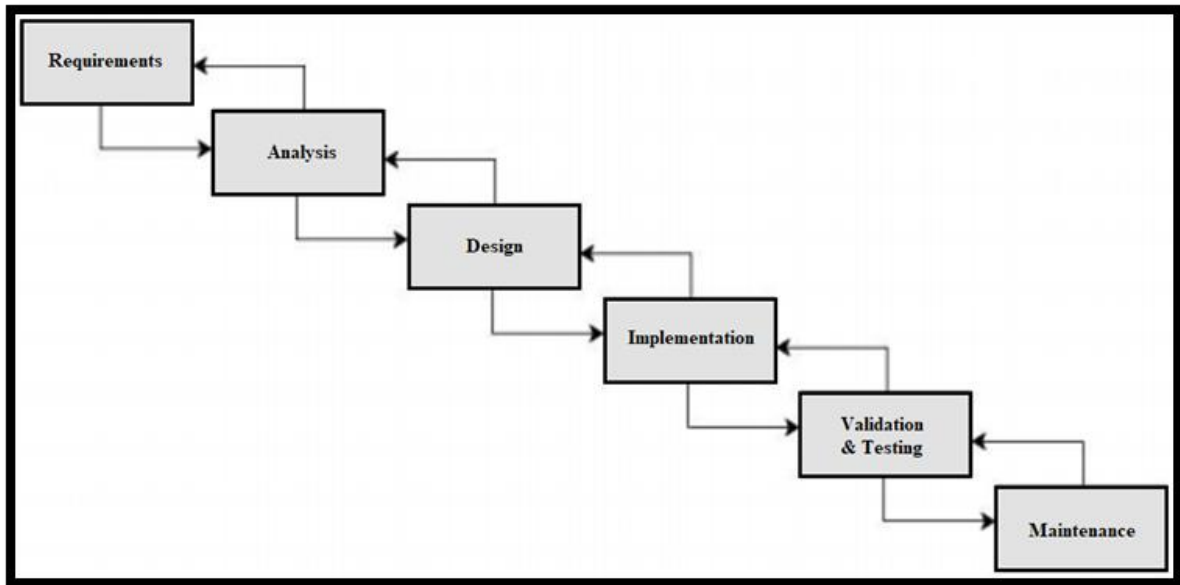 Requirements
Analysis
Design
Implementation
Validation
& Testing
Maintenance